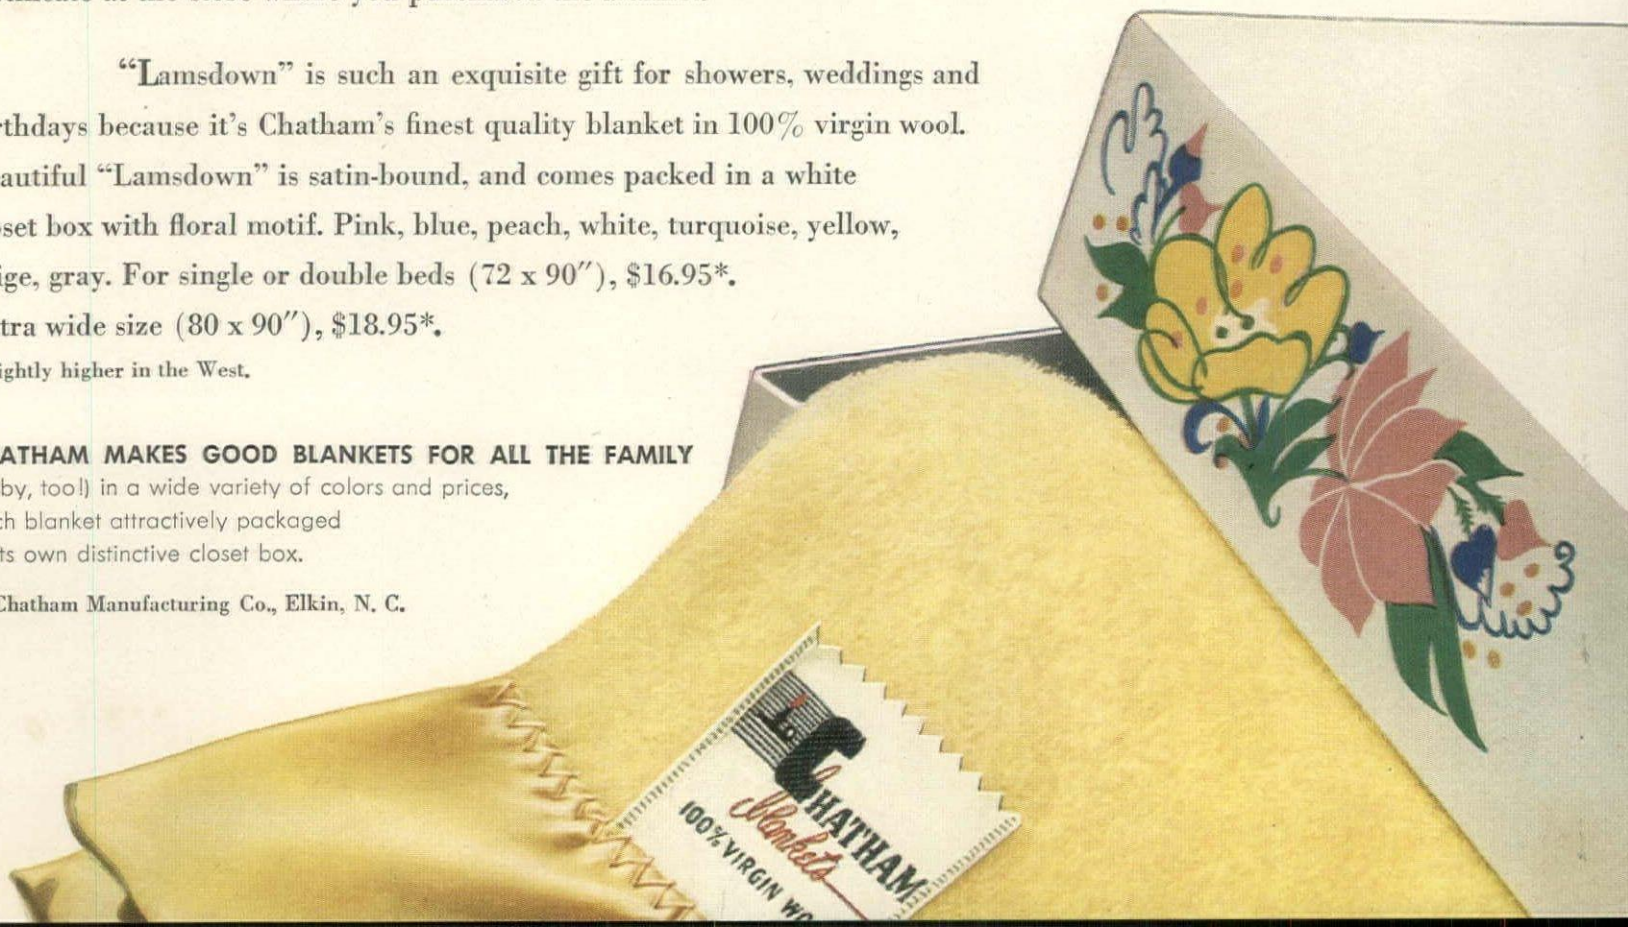 “Lamsdown” is such an exquisite gift for showers, weddings and
rthdays because it’s Chatham’s finest quality blanket in 100% virgin wool.
autiful “Lamsdown” is satin-bound, and comes packed in a white
set box with floral motif. Pink, blue, peach, white, turquoise, yellow,
ige, gray. For single or double beds (72 x 90″), $16.95*.
tra wide size (80 x 90″), $18.95*.
ightly higher in the West.
ATHAM MAKES GOOD BLANKETS FOR ALL THE FAMILY
by, too!) in a wide variety of colors and prices,
ch blanket attractively packaged
ts own distinctive closet box.
Chatham Manufacturing Co., Elkin, N. C.
CHATHAM
Blankets
100% VIRGIN WO